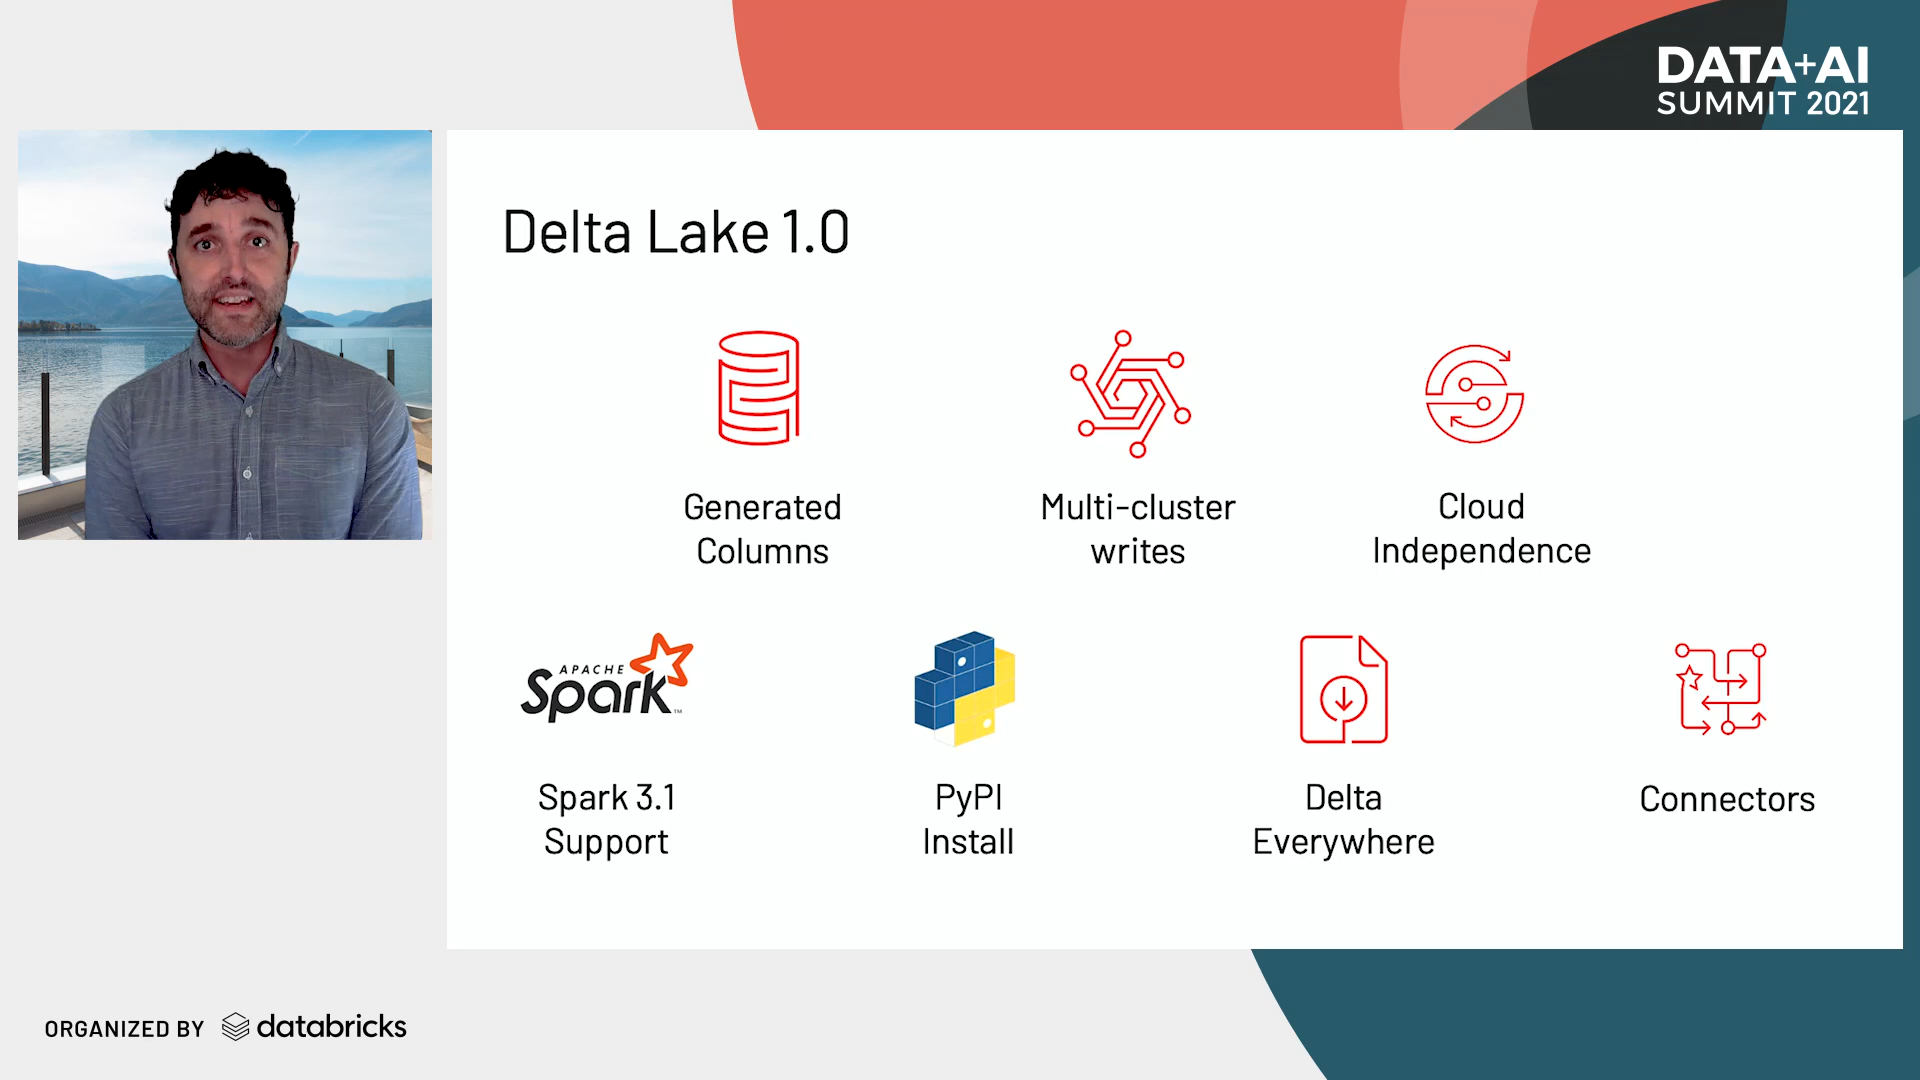 DATA+AI
SUMMIT 2021
Delta Lake 1.0
Generated
Columns
Multi-cluster
writes
Cloud
Independence
APACHE
Spark™
Spark 3.1
Support
PyPI
Install
Delta
Everywhere
Connectors
ORGANIZED BY databricks